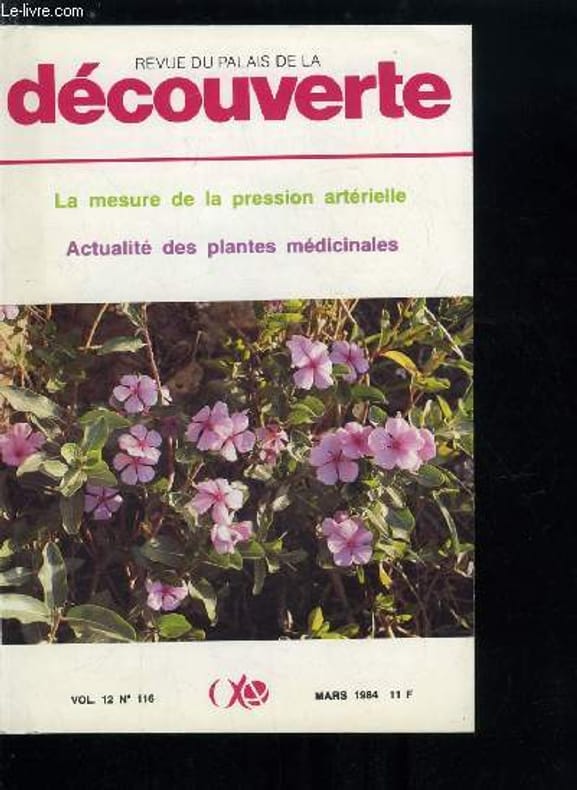 Le-livre.com
REVUE DU PALAIS DE LA
découverte
La mesure de la pression artérielle
Actualité des plantes médicinales
VOL. 12 N° 116
MARS 1984 11 F